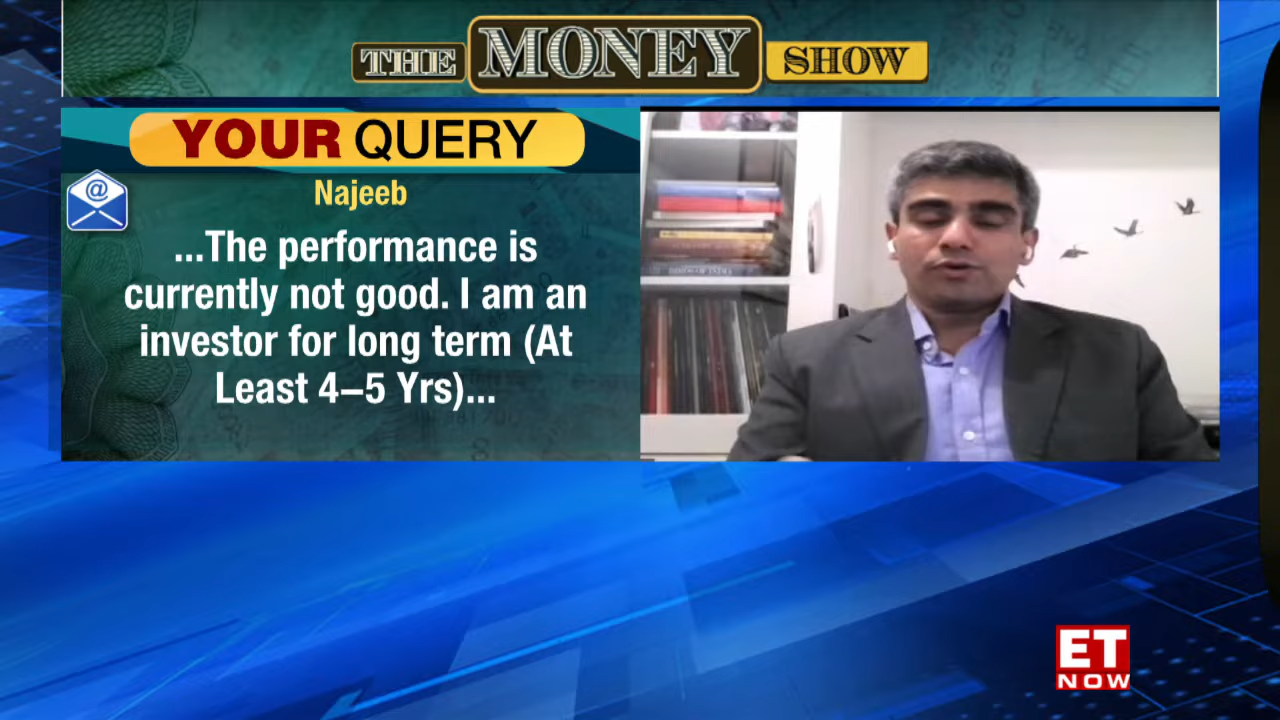 THE MONEY SHOW
YOUR QUERY
@
Najeeb
...The performance is
currently not good. I am an
investor for long term (At
Least 4–5 Yrs)...
ET
NOW